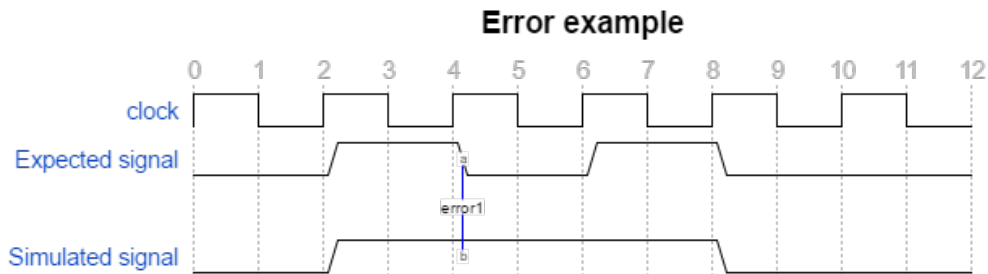 Error example
0 1 2 3 4 5 6 7 8 9 10 11 12
clock
Expected signal
a
error1
b
Simulated signal